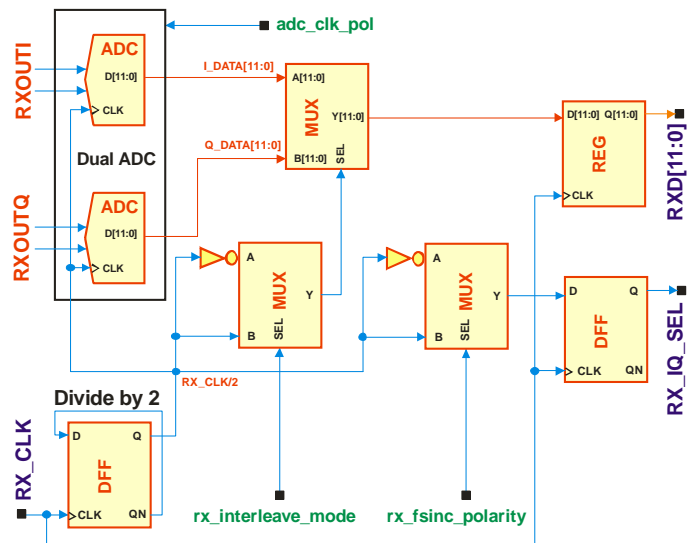 adc_clk_pol
RXOUTI
ADC
D[11:0]
CLK
I_DATA[11:0]
A[11:0]
MUX
Y[11:0]
B[11:0]
SEL
D[11:0]
Q[11:0]
REG
CLK
RXD[11:0]
Dual ADC
Q_DATA[11:0]
RXOUTQ
ADC
D[11:0]
CLK
A
MUX
Y
B
SEL
A
MUX
Y
B
SEL
D
Q
DFF
CLK
QN
RX_IQ_SEL
RX_CLK/2
Divide by 2
RX_CLK
D
Q
DFF
CLK
QN
rx_interleave_mode
rx_fsinc_polarity